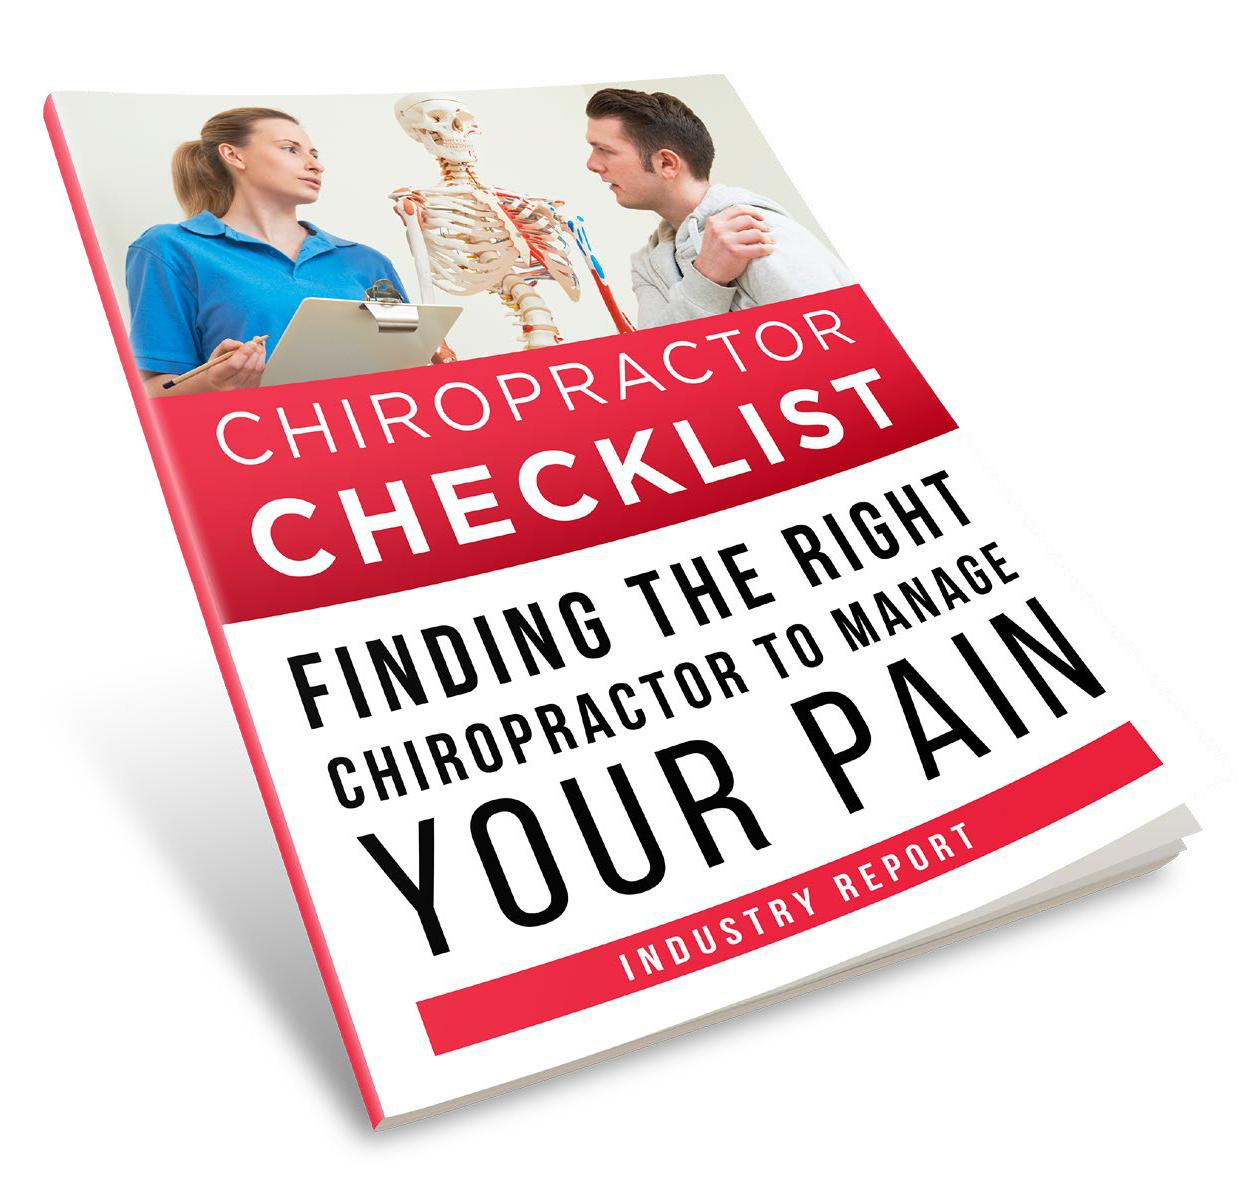 CHIROPRACTOR
CHECKLIST
FINDING THE RIGHT
CHIROPRACTOR TO MANAGE
YOUR PAIN
INDUSTRY REPORT